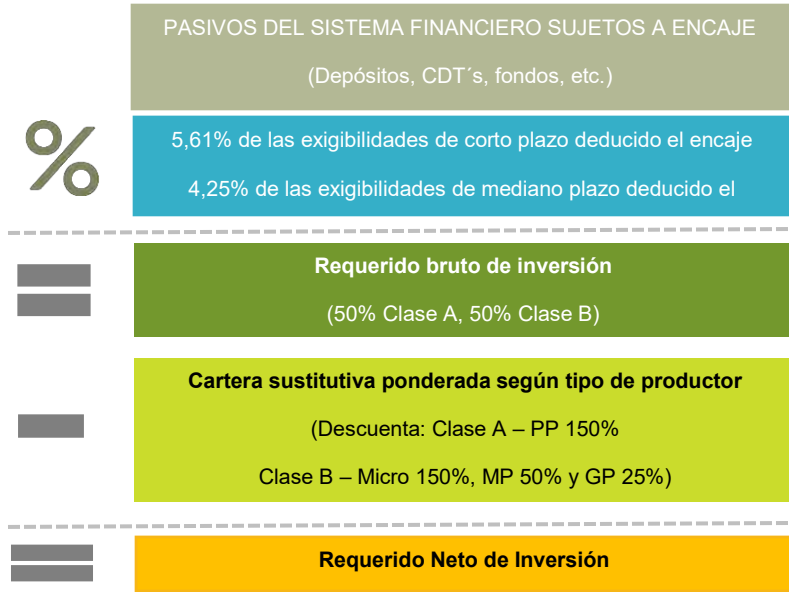 PASIVOS DEL SISTEMA FINANCIERO SUJETOS A ENCAJE
(Depósitos, CDT´s, fondos, etc.)
%
5,61% de las exigibilidades de corto plazo deducido el encaje
4,25% de las exigibilidades de mediano plazo deducido el
Requerido bruto de inversión
(50% Clase A, 50% Clase B)
Cartera sustitutiva ponderada según tipo de productor
(Descuenta: Clase A – PP 150%
Clase B – Micro 150%, MP 50% y GP 25%)
Requerido Neto de Inversión